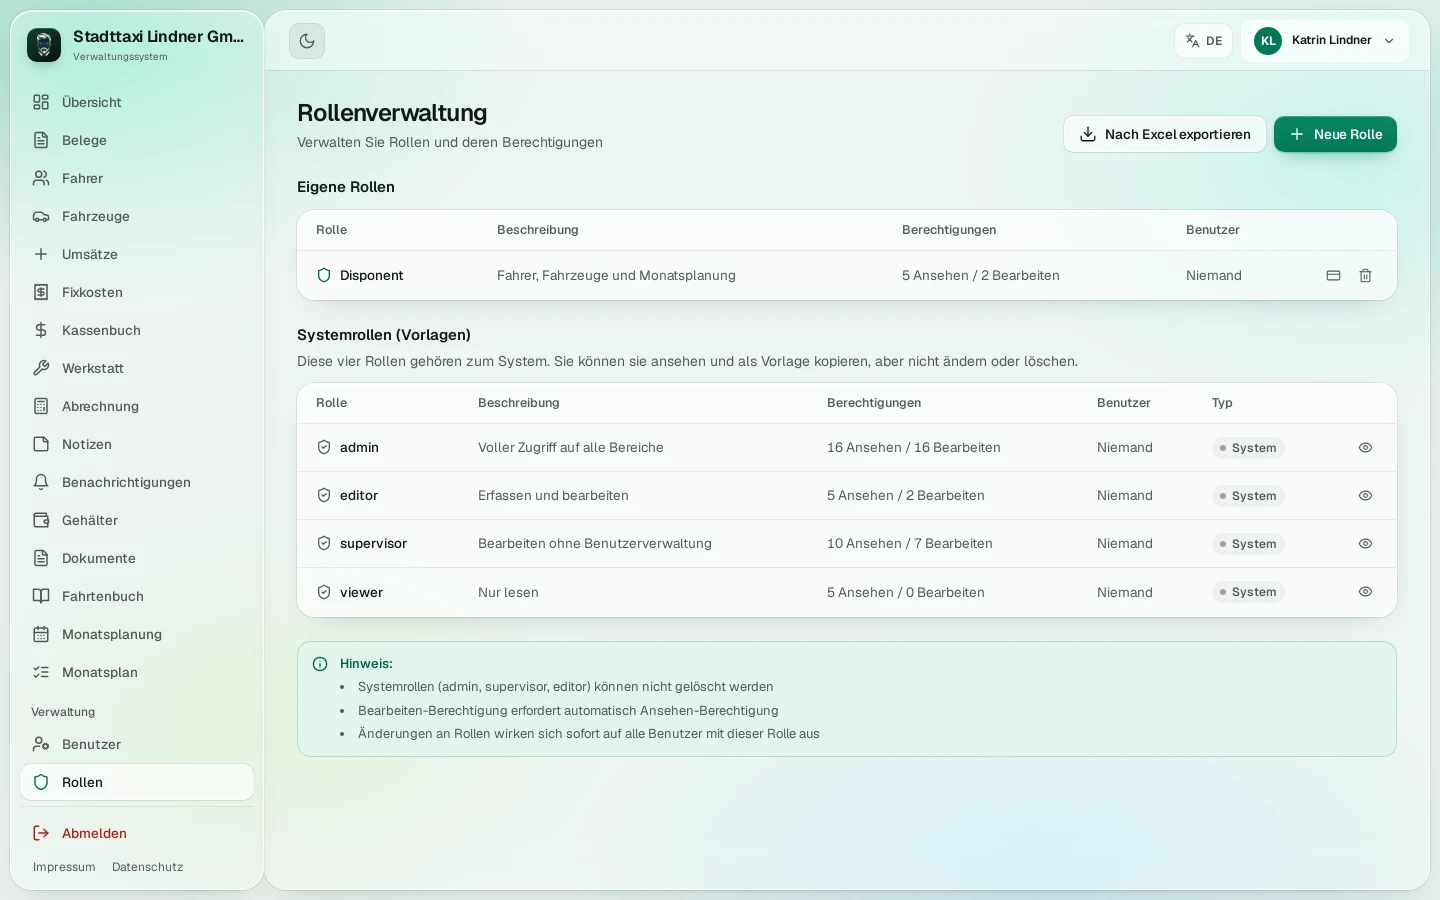 Stadttaxi Lindner Gm...
Verwaltungssystem
Übersicht
Belege
Fahrer
Fahrzeuge
Umsätze
Fixkosten
Kassenbuch
Werkstatt
Abrechnung
Notizen
Benachrichtigungen
Gehälter
Dokumente
Fahrtenbuch
Monatsplanung
Monatsplan
Verwaltung
Benutzer
Rollen
Abmelden
Impressum Datenschutz
DE
KL Katrin Lindner
Rollenverwaltung
Verwalten Sie Rollen und deren Berechtigungen
Nach Excel exportieren
Neue Rolle
Eigene Rollen
Rolle Beschreibung Berechtigungen Benutzer
Disponent Fahrer, Fahrzeuge und Monatsplanung 5 Ansehen / 2 Bearbeiten Niemand
Systemrollen (Vorlagen)
Diese vier Rollen gehören zum System. Sie können sie ansehen und als Vorlage kopieren, aber nicht ändern oder löschen.
Rolle Beschreibung Berechtigungen Benutzer Typ
admin Voller Zugriff auf alle Bereiche 16 Ansehen / 16 Bearbeiten Niemand System
editor Erfassen und bearbeiten 5 Ansehen / 2 Bearbeiten Niemand System
supervisor Bearbeiten ohne Benutzerverwaltung 10 Ansehen / 7 Bearbeiten Niemand System
viewer Nur lesen 5 Ansehen / 0 Bearbeiten Niemand System
Hinweis:
• Systemrollen (admin, supervisor, editor) können nicht gelöscht werden
• Bearbeiten-Berechtigung erfordert automatisch Ansehen-Berechtigung
• Änderungen an Rollen wirken sich sofort auf alle Benutzer mit dieser Rolle aus